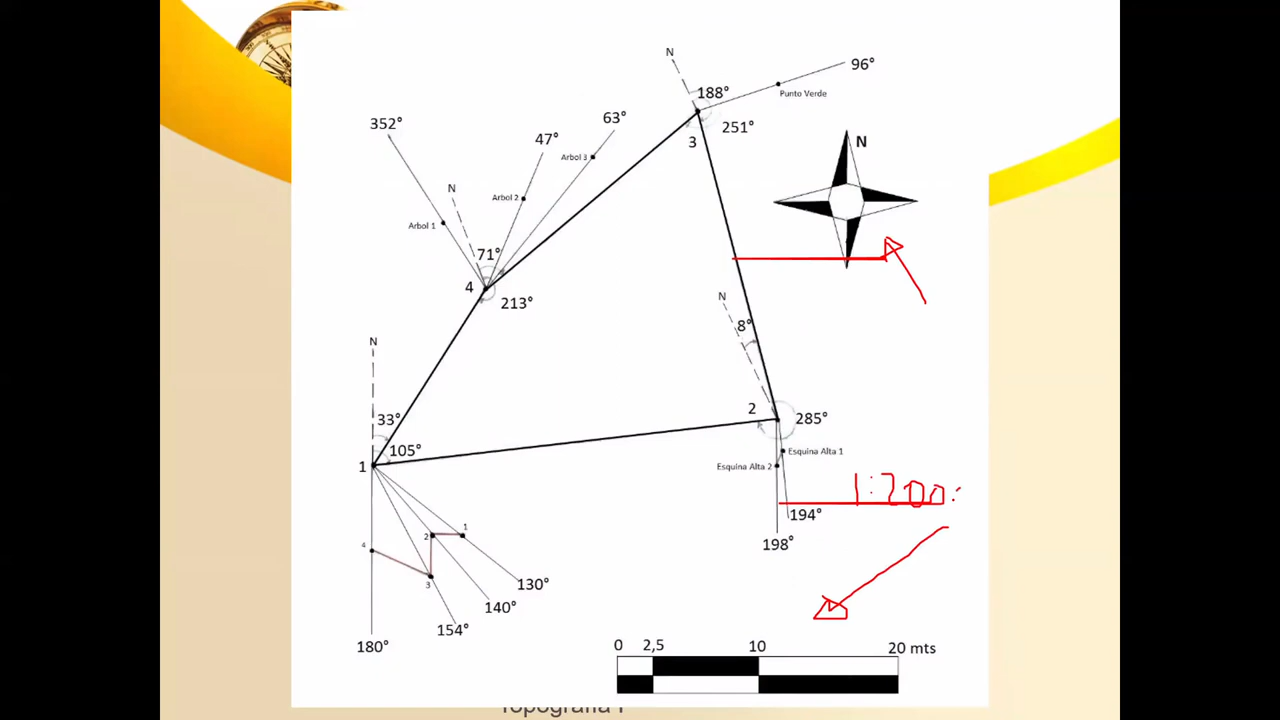 N
96°
188°
Punto Verde
352°
47°
63°
251°
3
N
Arbol 3
N
Arbol 2
Arbol 1
71°
4
213°
N
8°
N
33°
2
285°
105°
1
Esquina Alta 1
Esquina Alta 2
1:200:
194°
198°
1
2
4
3
130°
140°
154°
180°
0 2,5 10 20 mts
Topografia I